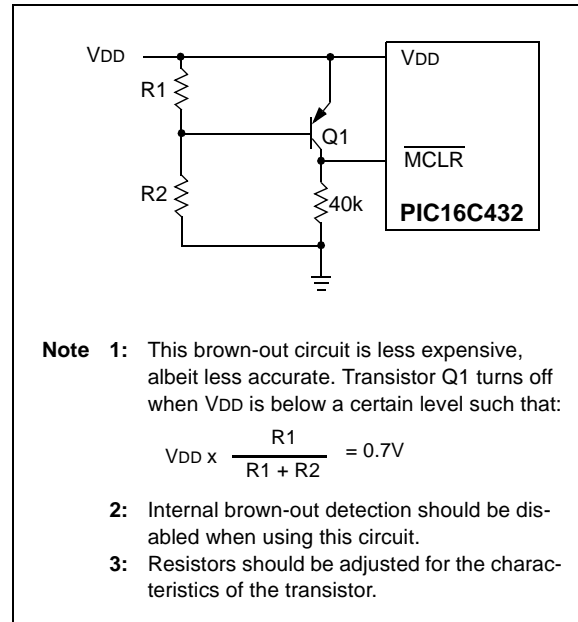 VDD VDD
R1
Q1
MCLR
R2 40k
PIC16C432
Note 1: This brown-out circuit is less expensive,
albeit less accurate. Transistor Q1 turns off
when VDD is below a certain level such that:
VDD x R1 / R1 + R2 = 0.7V
2: Internal brown-out detection should be dis-
abled when using this circuit.
3: Resistors should be adjusted for the charac-
teristics of the transistor.